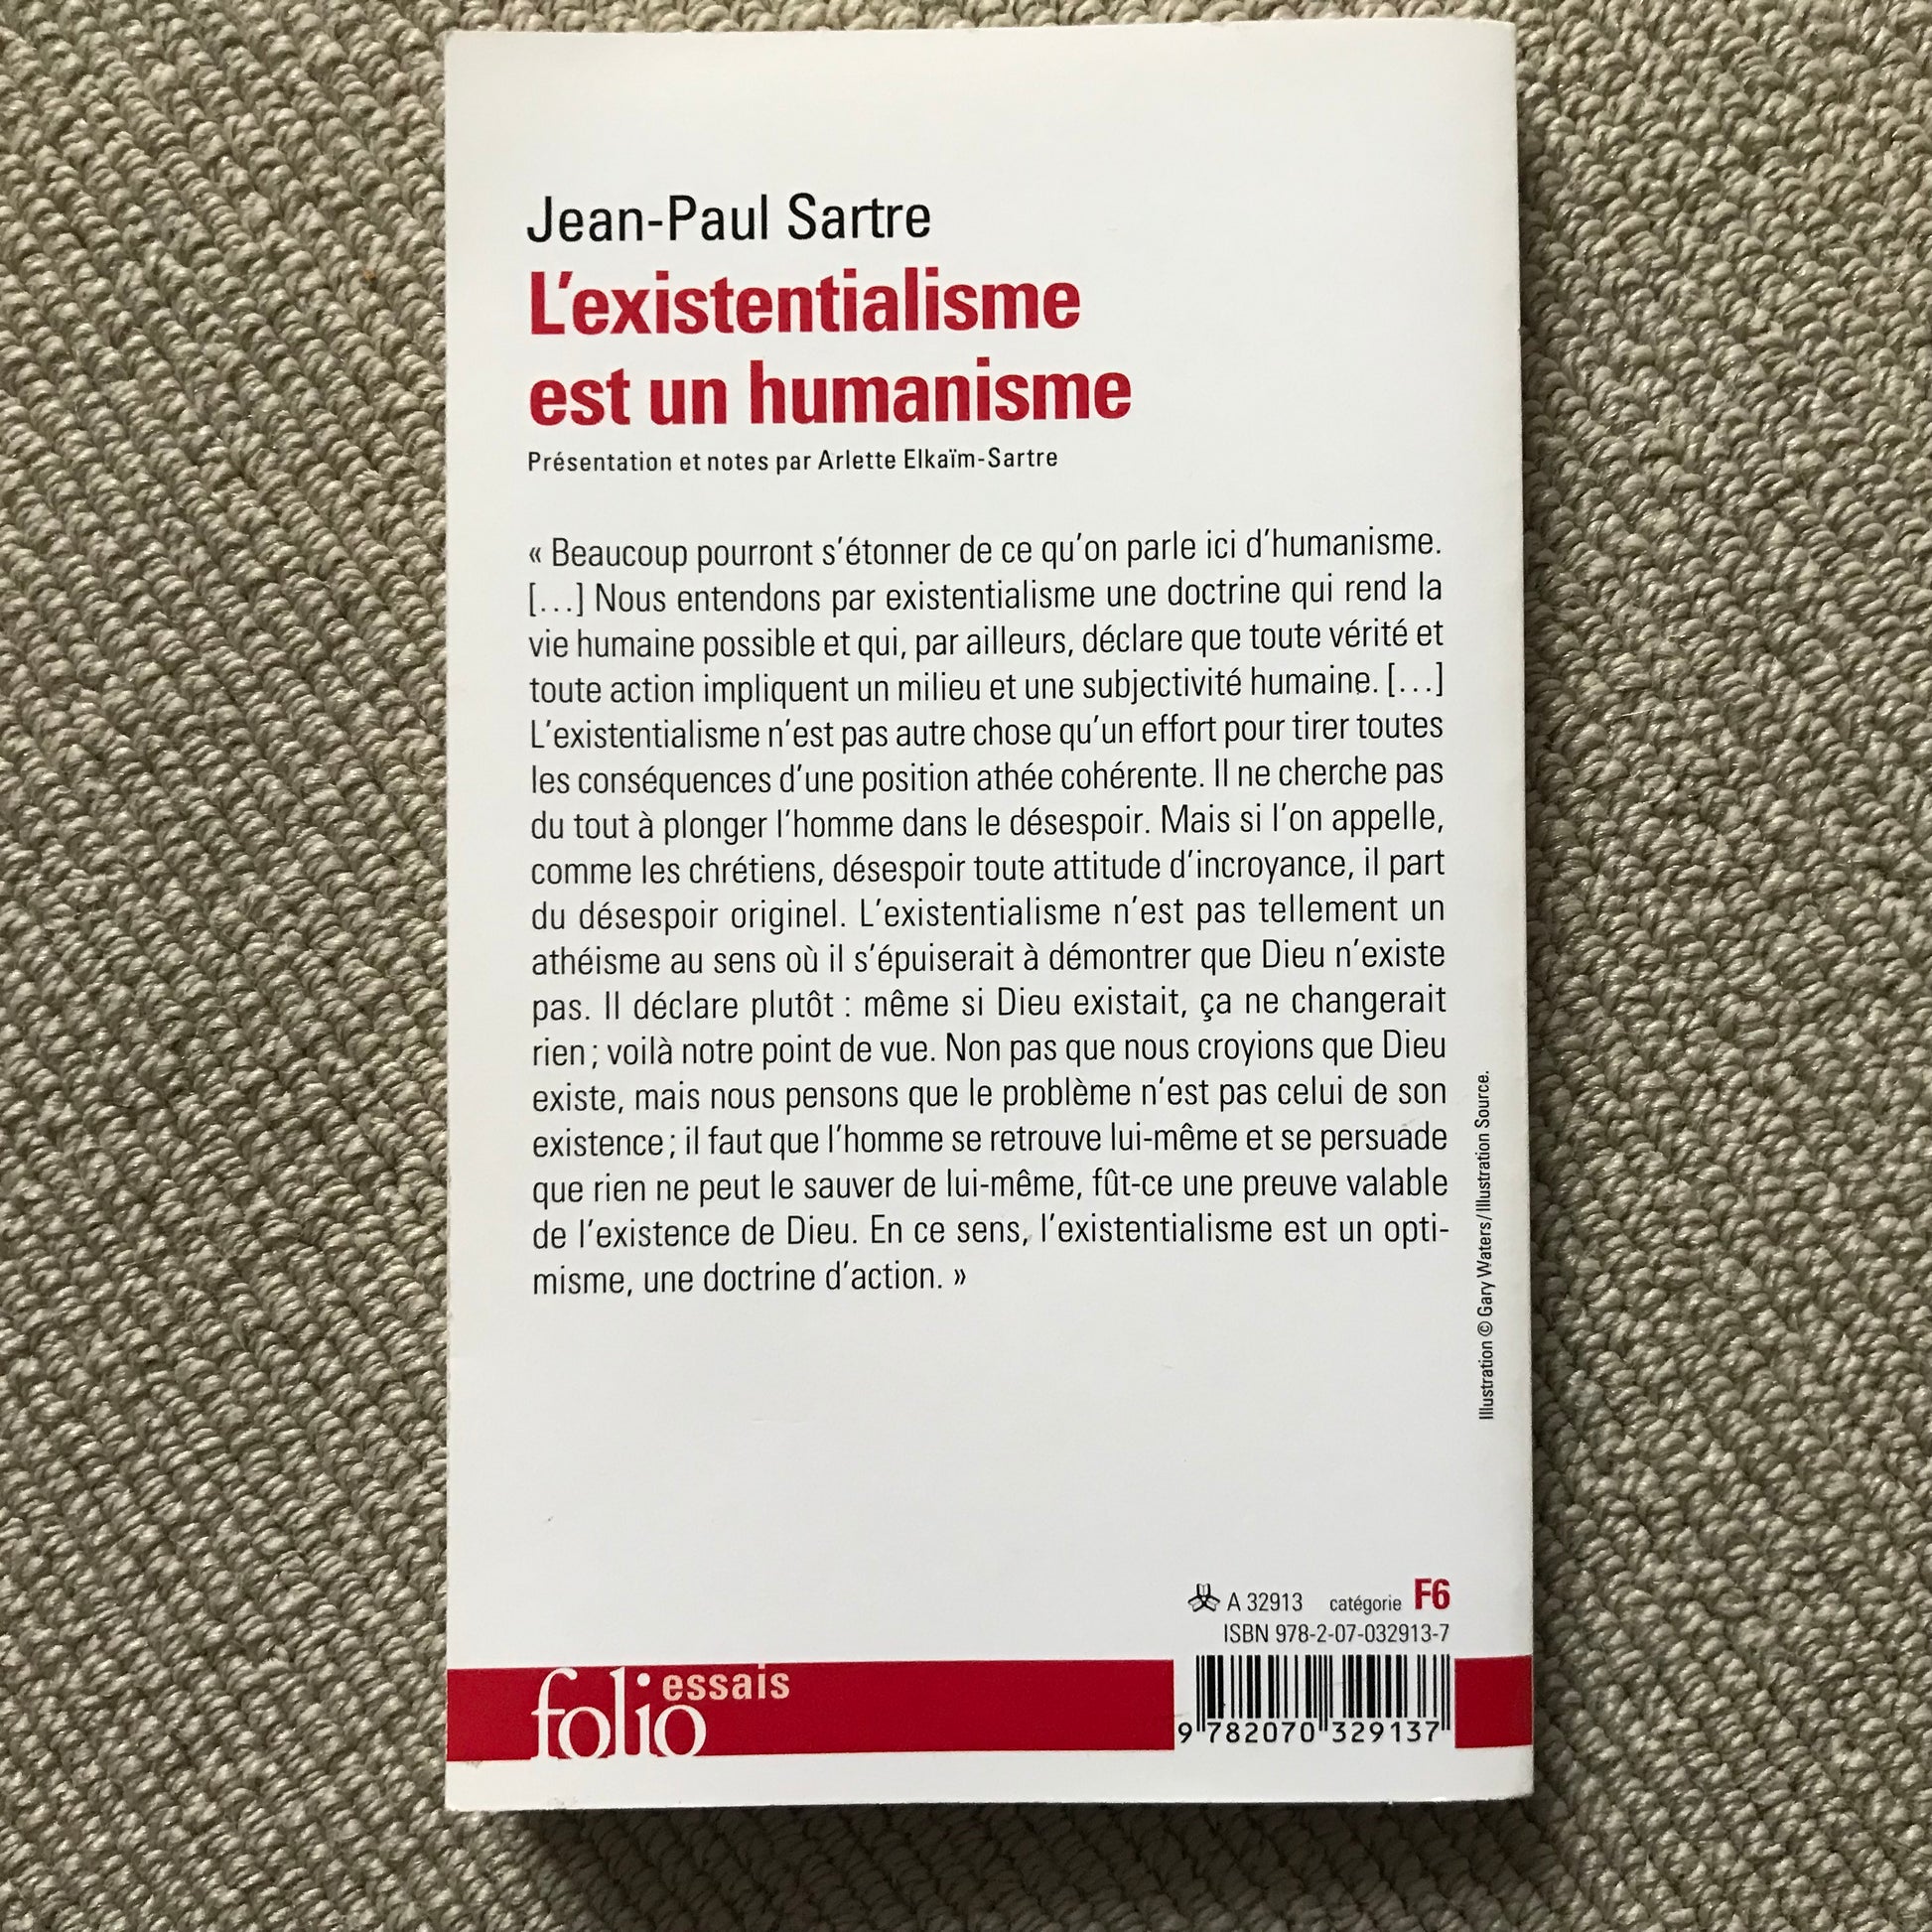 Jean-Paul Sartre
L'existentialisme
est un humanisme
Présentation et notes par Arlette Elkaïm-Sartre
« Beaucoup pourront s'étonner de ce qu'on parle ici d'humanisme.
[…] Nous entendons par existentialisme une doctrine qui rend la
vie humaine possible et qui, par ailleurs, déclare que toute vérité et
toute action impliquent un milieu et une subjectivité humaine. […]
L'existentialisme n'est pas autre chose qu'un effort pour tirer toutes
les conséquences d'une position athée cohérente. Il ne cherche pas
du tout à plonger l'homme dans le désespoir. Mais si l'on appelle,
comme les chrétiens, désespoir toute attitude d'incroyance, il part
du désespoir originel. L'existentialisme n'est pas tellement un
athéisme au sens où il s'épuiserait à démontrer que Dieu n'existe
pas. Il déclare plutôt : même si Dieu existait, ça ne changerait
rien ; voilà notre point de vue. Non pas que nous croyions que Dieu
existe, mais nous pensons que le problème n'est pas celui de son
existence ; il faut que l'homme se retrouve lui-même et se persuade
que rien ne peut le sauver de lui-même, fût-ce une preuve valable
de l'existence de Dieu. En ce sens, l'existentialisme est un opti-
misme, une doctrine d'action. »
Illustration © Gary Waters / Illustration Source.
A 32913 catégorie F6
ISBN 978-2-07-032913-7
folio essais
9 782070 329137